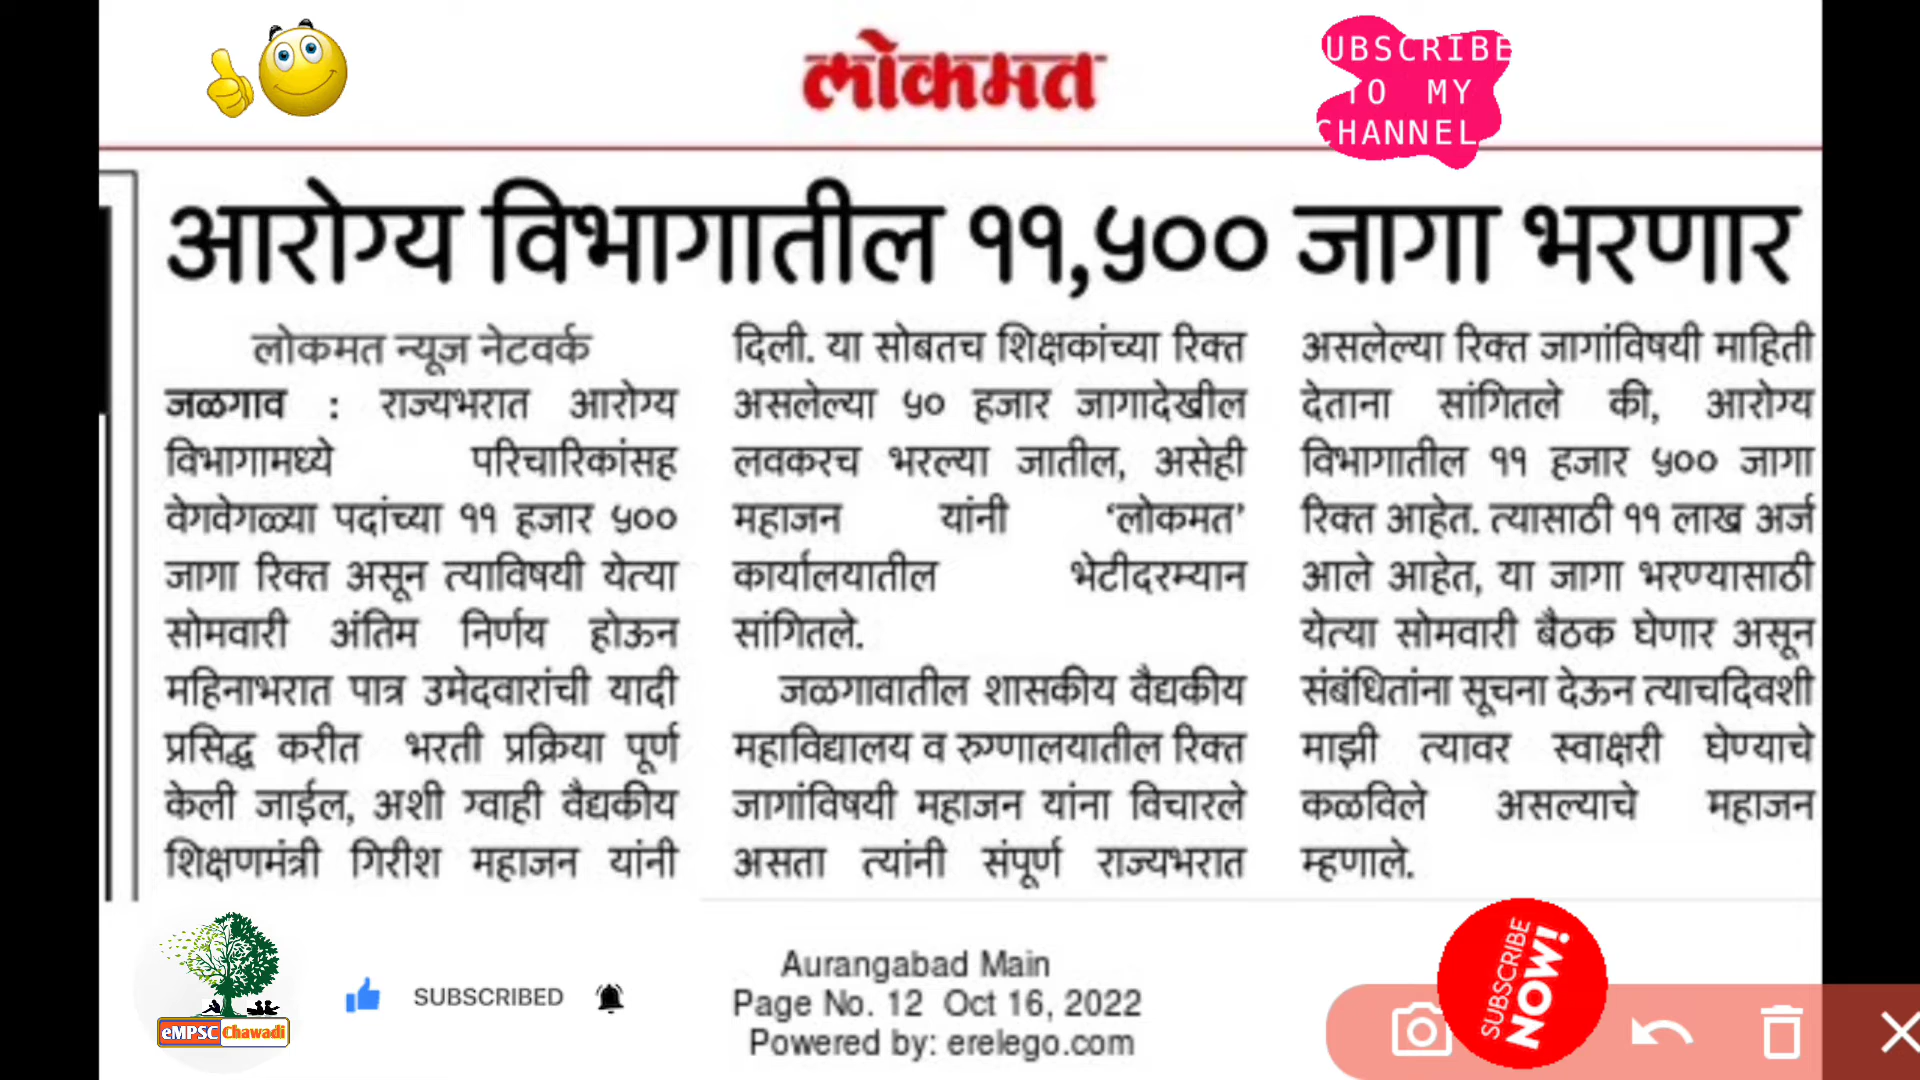 लोकमत
UBSCRIBE
TO MY
CHANNEL
आरोग्य विभागातील ११,५०० जागा भरणार
लोकमत न्यूज नेटवर्क
जळगाव : राज्यभरात आरोग्य
विभागामध्ये परिचारिकांसह
वेगवेगळ्या पदांच्या ११ हजार ५००
जागा रिक्त असून त्याविषयी येत्या
सोमवारी अंतिम निर्णय होऊन
महिनाभरात पात्र उमेदवारांची यादी
प्रसिद्ध करीत भरती प्रक्रिया पूर्ण
केली जाईल, अशी ग्वाही वैद्यकीय
शिक्षणमंत्री गिरीश महाजन यांनी
दिली. या सोबतच शिक्षकांच्या रिक्त
असलेल्या ५० हजार जागादेखील
लवकरच भरल्या जातील, असेही
महाजन यांनी ‘लोकमत’
कार्यालयातील भेटीदरम्यान
सांगितले.
जळगावातील शासकीय वैद्यकीय
महाविद्यालय व रुग्णालयातील रिक्त
जागांविषयी महाजन यांना विचारले
असता त्यांनी संपूर्ण राज्यभरात
असलेल्या रिक्त जागांविषयी माहिती
देताना सांगितले की, आरोग्य
विभागातील ११ हजार ५०० जागा
रिक्त आहेत. त्यासाठी ११ लाख अर्ज
आले आहेत, या जागा भरण्यासाठी
येत्या सोमवारी बैठक घेणार असून
संबंधितांना सूचना देऊन त्याचदिवशी
माझी त्यावर स्वाक्षरी घेण्याचे
कळविले असल्याचे महाजन
म्हणाले.
eMPSC Chawadi
SUBSCRIBED
Aurangabad Main
Page No. 12 Oct 16, 2022
Powered by: erelego.com
SUBSCRIBE
NOW!